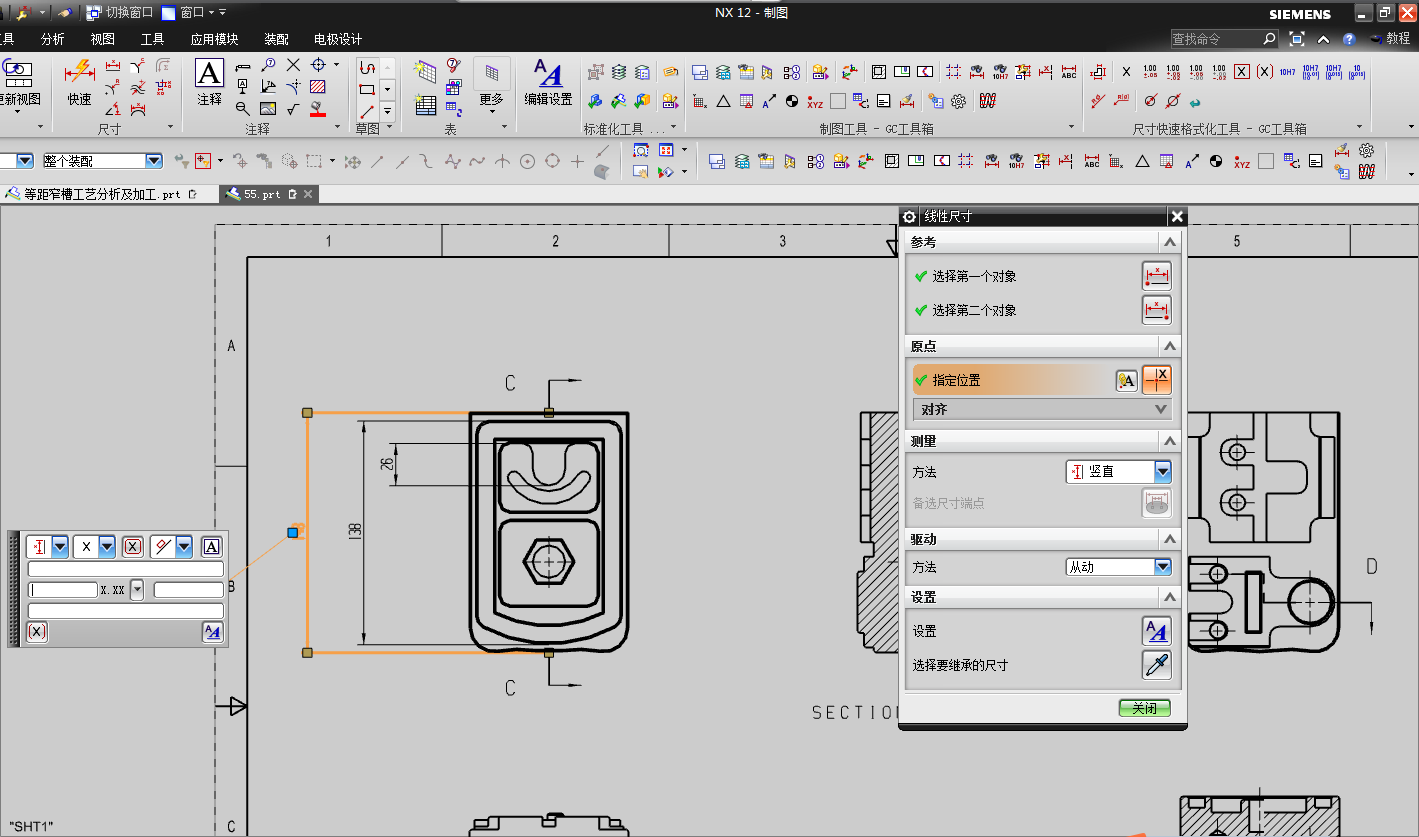 切换窗口 窗口 NX 12 - 制图 SIEMENS
工具 分析 视图 工具 应用模块 装配 电极设计 查找命令 教程
更新视图 快速 A 注释 更多 编辑设置
尺寸 注释 草图 表 标准化工具 ... 制图工具 - GC工具箱 尺寸快速格式化工具 - GC工具箱
整个装配
等距窄槽工艺分析及加工.prt 55.prt
1 2 3 5
A
B
C
C
C
26
138
SECTIO
D
"SHT1"
X.XX
线性尺寸
参考
选择第一个对象
选择第二个对象
原点
指定位置
对齐
测量
方法 竖直
备选尺寸端点
驱动
方法 从动
设置
设置
选择要继承的尺寸
关闭